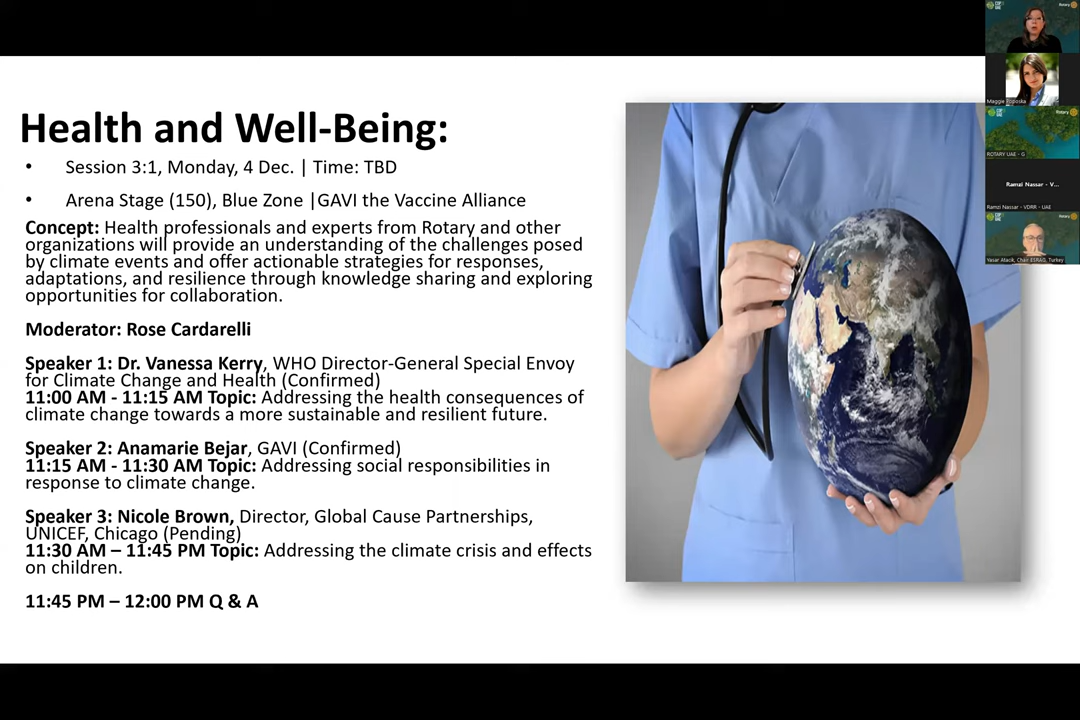 Health and Well-Being:
• Session 3:1, Monday, 4 Dec. | Time: TBD
• Arena Stage (150), Blue Zone |GAVI the Vaccine Alliance
Concept: Health professionals and experts from Rotary and other
organizations will provide an understanding of the challenges posed
by climate events and offer actionable strategies for responses,
adaptations, and resilience through knowledge sharing and exploring
opportunities for collaboration.
Moderator: Rose Cardarelli
Speaker 1: Dr. Vanessa Kerry, WHO Director-General Special Envoy
for Climate Change and Health (Confirmed)
11:00 AM - 11:15 AM Topic: Addressing the health consequences of
climate change towards a more sustainable and resilient future.
Speaker 2: Anamarie Bejar, GAVI (Confirmed)
11:15 AM - 11:30 AM Topic: Addressing social responsibilities in
response to climate change.
Speaker 3: Nicole Brown, Director, Global Cause Partnerships,
UNICEF, Chicago (Pending)
11:30 AM – 11:45 PM Topic: Addressing the climate crisis and effects
on children.
11:45 PM – 12:00 PM Q & A
Rotary
Maggie
Rotary
ROTARY UAE - G
Ramzi Nassar - V...
Ramzi Nassar - VDRR - UAE
Rotary
Yasar Atacik, Chair ESRAG, Turkey